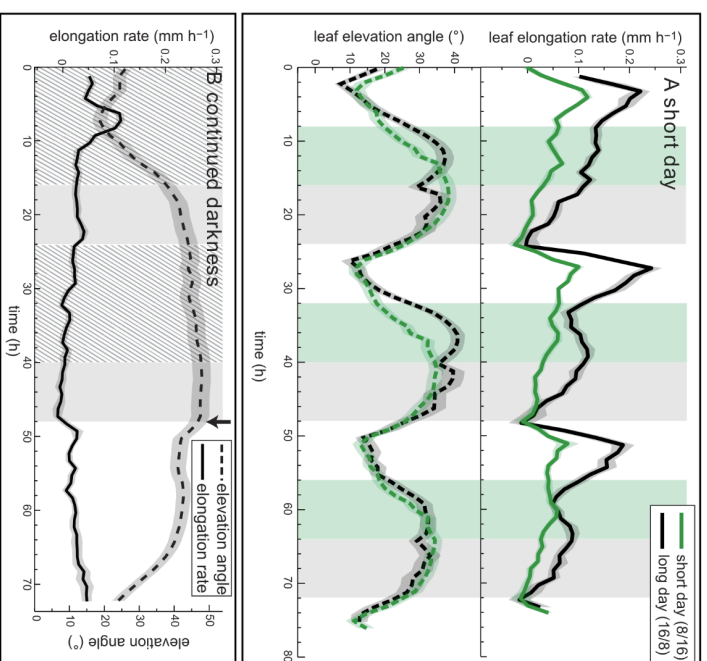 A short day
short day (8/16)
long day (16/8)
leaf elongation rate (mm h⁻¹)
0 0.1 0.2 0.3
leaf elevation angle (°)
0 10 20 30 40
0 10 20 30 40 50 60 70 80
time (h)
B continued darkness
elevation angle
elongation rate
elongation rate (mm h⁻¹)
0 0.1 0.3
elevation angle (°)
0 10 20 30 40 50
0 10 20 30 40 50 60 70
time (h)